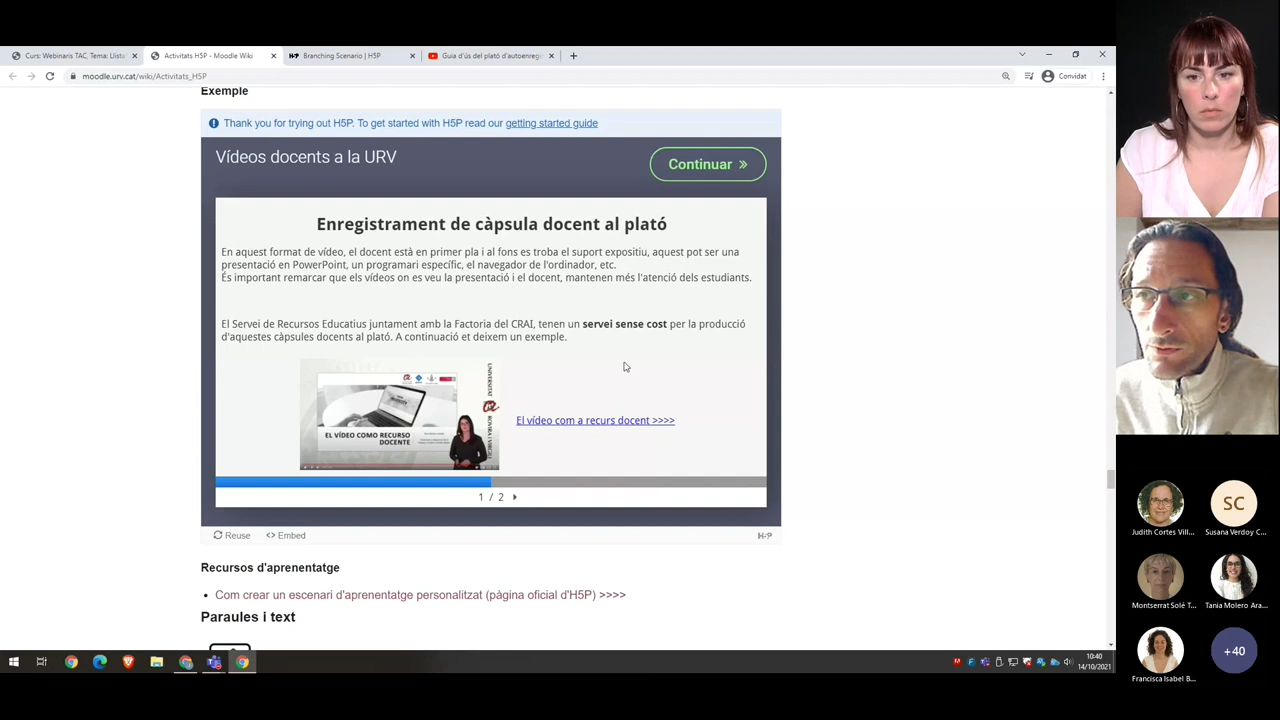 Curs: Webinaris TAC, Tema: Llista
Activitats H5P - Moodle Wiki
H5P Branching Scenario | H5P
Guia d'ús del plató d'autoenregi
moodle.urv.cat/wiki/Activitats_H5P
Convidat
Exemple
Thank you for trying out H5P. To get started with H5P read our getting started guide
Vídeos docents a la URV
Continuar »
Enregistrament de càpsula docent al plató
En aquest format de vídeo, el docent està en primer pla i al fons es troba el suport expositiu, aquest pot ser una
presentació en PowerPoint, un programari específic, el navegador de l'ordinador, etc.
És important remarcar que els vídeos on es veu la presentació i el docent, mantenen més l'atenció dels estudiants.
El Servei de Recursos Educatius juntament amb la Factoria del CRAI, tenen un servei sense cost per la producció
d'aquestes càpsules docents al plató. A continuació et deixem un exemple.
EL VÍDEO COMO RECURSO
DOCENTE
UNIVERSITAT
ROVIRA I VIRGILI
El vídeo com a recurs docent >>>>
1 / 2
Reuse
<> Embed
H5P
Recursos d'aprenentatge
• Com crear un escenari d'aprenentatge personalitzat (pàgina oficial d'H5P) >>>>
Paraules i text
10:40
14/10/2021
SC
Judith Cortes Vill...
Susana Verdoy C...
Montserrat Solé T...
Tania Molero Ara...
Francisca Isabel B...
+40